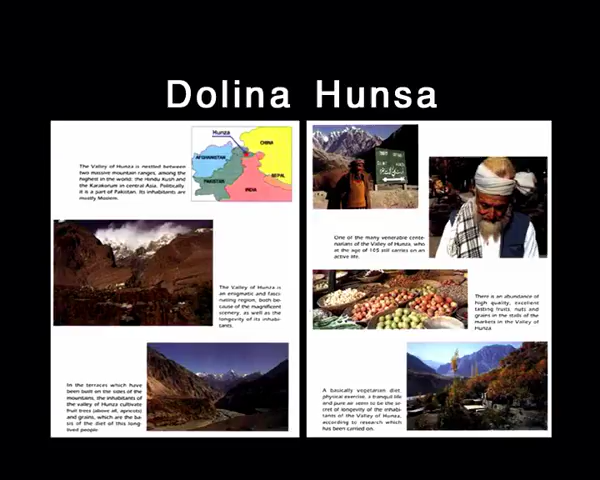 Dolina Hunsa
The Valley of Hunza is nestled between
two massive mountain ranges, among the
highest in the world: the Hindu Kush and
the Karakorum in central Asia. Politically
it is a part of Pakistan. Its inhabitants are
mostly Moslem.
Hunza
CHINA
AFGHANISTAN
PAKISTAN
NEPAL
INDIA
The Valley of Hunza is
an enigmatic and fasci-
nating region, both be-
cause of the magnificent
scenery, as well as the
longevity of its inhabi-
tants.
In the terraces which have
been built on the sides of the
mountains, the inhabitants of
the valley of Hunza cultivate
fruit trees (above all, apricots)
and grains, which are the ba-
sis of the diet of this long-
lived people.
One of the many venerable cente-
narians of the Valley of Hunza, who
at the age of 105 still carries on an
active life.
There is an abundance of
high quality, excellent
tasting fruits, nuts and
grains in the stalls of the
markets in the Valley of
Hunza.
A basically vegetarian diet,
physical exercise, a tranquil life
and pure air seem to be the se-
cret of longevity of the inhabi-
tants of the Valley of Hunza,
according to research which
has been carried on.